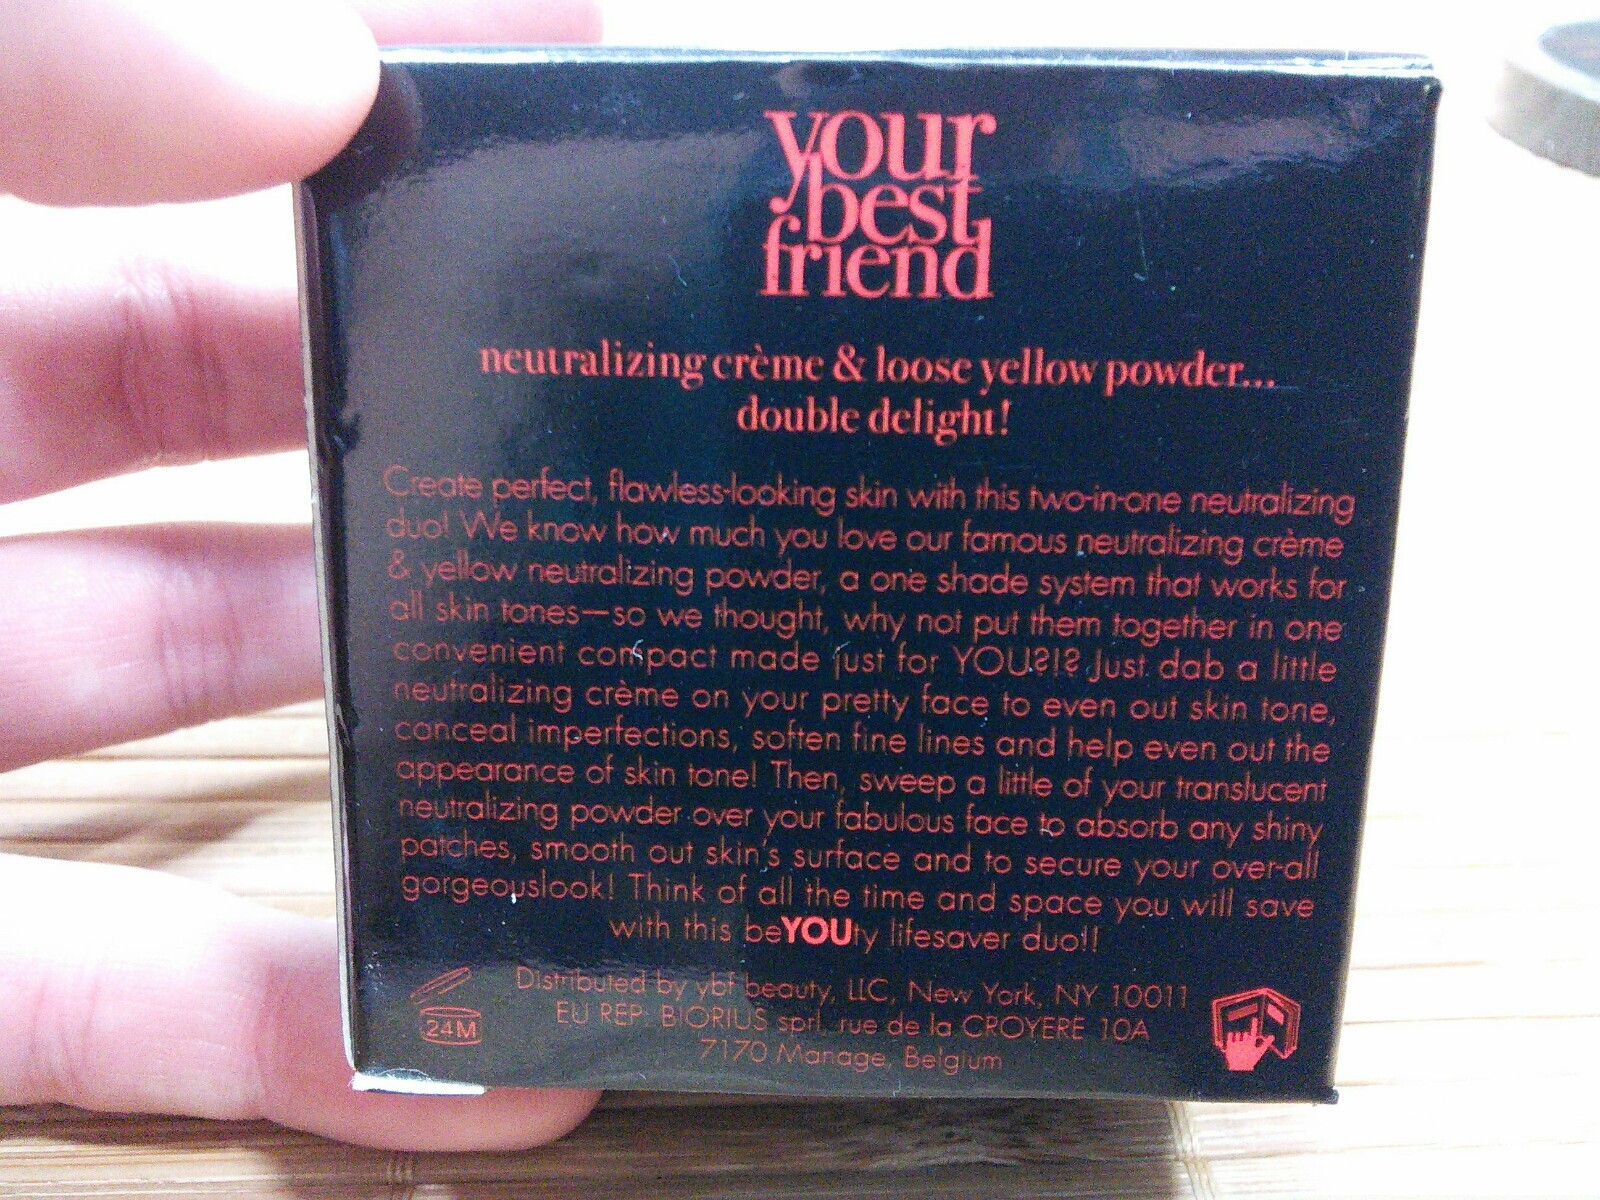 your
best
friend
neutralizing crème & loose yellow powder...
double delight!
Create perfect, flawless-looking skin with this two-in-one neutralizing
duo! We know how much you love our famous neutralizing crème
& yellow neutralizing powder, a one shade system that works for
all skin tones—so we thought, why not put them together in one
convenient compact made just for YOU?!? Just dab a little
neutralizing crème on your pretty face to even out skin tone,
conceal imperfections, soften fine lines and help even out the
appearance of skin tone! Then, sweep a little of your translucent
neutralizing powder over your fabulous face to absorb any shiny
patches, smooth out skin's surface and to secure your over-all
gorgeouslook! Think of all the time and space you will save
with this beYOUty lifesaver duo!!
Distributed by ybf beauty, LLC, New York, NY 10011
EU REP. BIORIUS sprl, rue de la CROYERE 10A
7170 Manage, Belgium
24M